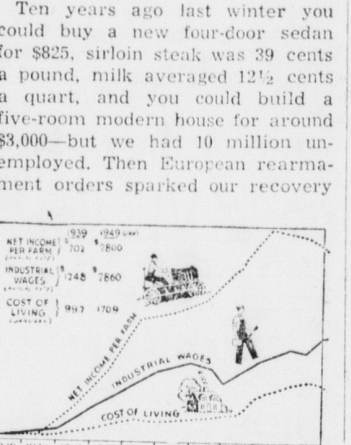 Ten years ago last winter you
could buy a new four-door sedan
for $825, sirloin steak was 39 cents
a pound, milk averaged 12½ cents
a quart, and you could build a
five-room modern house for around
$3,000—but we had 10 million un-
employed. Then European rearma-
ment orders sparked our recovery
1939 1949
NET INCOME PER FARM $702 $2800
INDUSTRIAL WAGES $1248 $2860
COST OF LIVING 99.7 170.9
NET INCOME PER FARM
INDUSTRIAL WAGES
COST OF LIVING